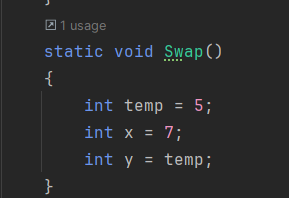 }
1 usage
static void Swap()
{
int temp = 5;
int x = 7;
int y = temp;
}